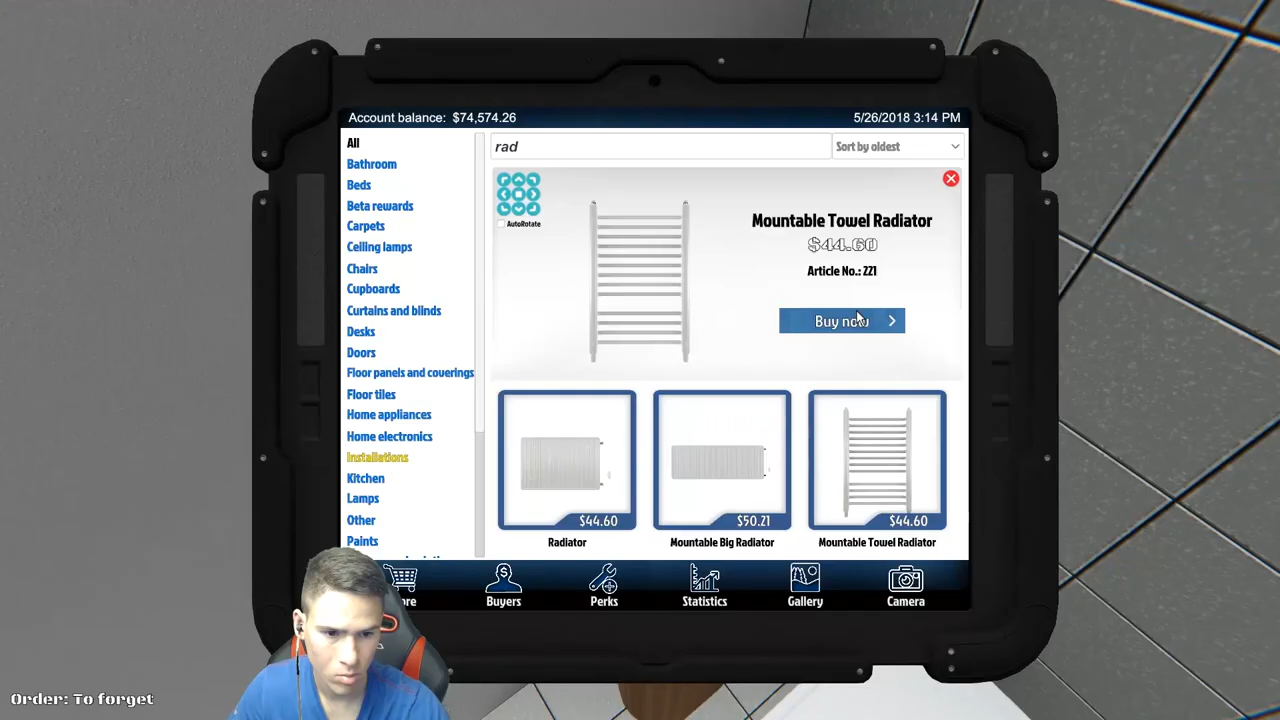 Account balance: $74,574.26
5/26/2018 3:14 PM
All
Bathroom
Beds
Beta rewards
Carpets
Ceiling lamps
Chairs
Cupboards
Curtains and blinds
Desks
Doors
Floor panels and coverings
Floor tiles
Home appliances
Home electronics
Installations
Kitchen
Lamps
Other
Paints
rad
Sort by oldest
AutoRotate
Mountable Towel Radiator
$44.60
Article No.: 221
Buy now
$44.60
$50.21
$44.60
Radiator
Mountable Big Radiator
Mountable Towel Radiator
Buyers
Perks
Statistics
Gallery
Camera
Order: To forget